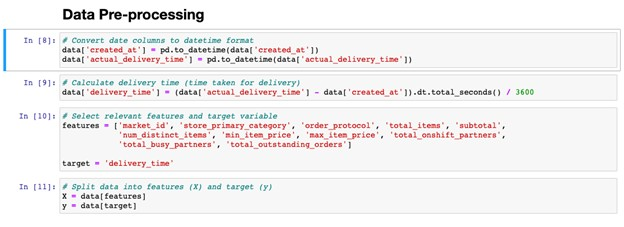 Data Pre-processing
In [8]: # Convert date columns to datetime format
data['created_at'] = pd.to_datetime(data['created_at'])
data['actual_delivery_time'] = pd.to_datetime(data['actual_delivery_time'])
In [9]: # Calculate delivery time (time taken for delivery)
data['delivery_time'] = (data['actual_delivery_time'] - data['created_at']).dt.total_seconds() / 3600
In [10]: # Select relevant features and target variable
features = ['market_id', 'store_primary_category', 'order_protocol', 'total_items', 'subtotal',
'num_distinct_items', 'min_item_price', 'max_item_price', 'total_onshift_partners',
'total_busy_partners', 'total_outstanding_orders']
target = 'delivery_time'
In [11]: # Split data into features (X) and target (y)
X = data[features]
y = data[target]